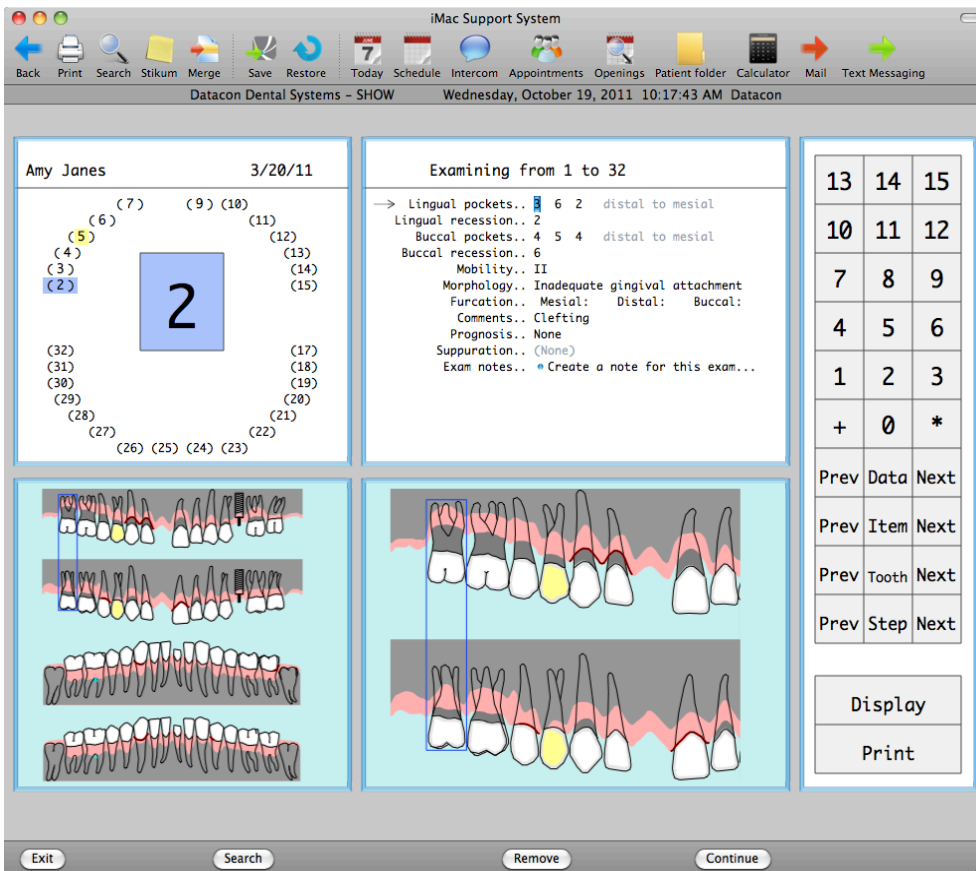 iMac Support System
Back Print Search Stikum Merge Save Restore Today Schedule Intercom Appointments Openings Patient folder Calculator Mail Text Messaging
Datacon Dental Systems – SHOW Wednesday, October 19, 2011 10:17:43 AM Datacon
Amy Janes 3/20/11
(7) (9) (10)
(6) (11)
(5) (12)
(4) (13)
(3) (14)
(2) (15)
2
(32) (17)
(31) (18)
(30) (19)
(29) (20)
(28) (21)
(27) (22)
(26) (25) (24) (23)
Examining from 1 to 32
Lingual pockets.. 3 6 2 distal to mesial
Lingual recession.. 2
Buccal pockets.. 4 5 4 distal to mesial
Buccal recession.. 6
Mobility.. II
Morphology.. Inadequate gingival attachment
Furcation.. Mesial: Distal: Buccal:
Comments.. Clefting
Prognosis.. None
Suppuration.. (None)
Exam notes.. Create a note for this exam...
13 14 15
10 11 12
7 8 9
4 5 6
1 2 3
+ 0 *
Prev Data Next
Prev Item Next
Prev Tooth Next
Prev Step Next
Display
Print
Exit Search Remove Continue